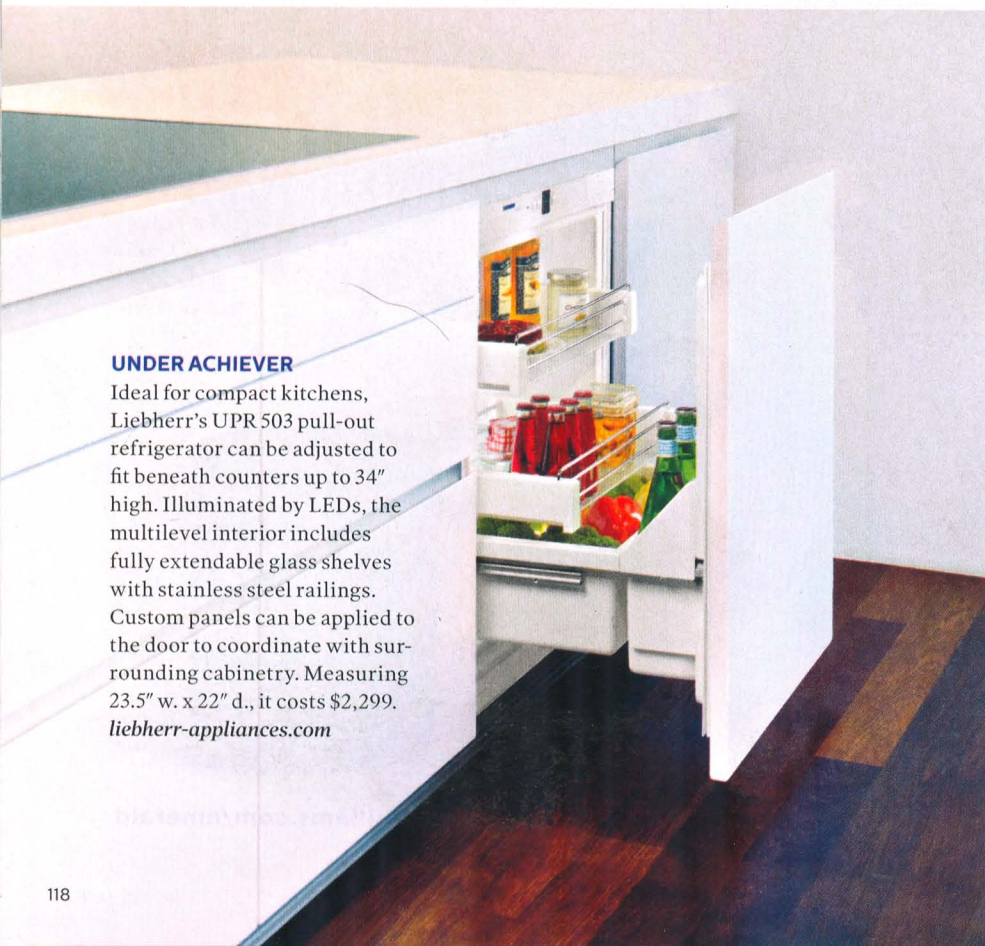 UNDER ACHIEVER
Ideal for compact kitchens,
Liebherr's UPR 503 pull-out
refrigerator can be adjusted to
fit beneath counters up to 34″
high. Illuminated by LEDs, the
multilevel interior includes
fully extendable glass shelves
with stainless steel railings.
Custom panels can be applied to
the door to coordinate with sur-
rounding cabinetry. Measuring
23.5″ w. x 22″ d., it costs $2,299.
liebherr-appliances.com
118